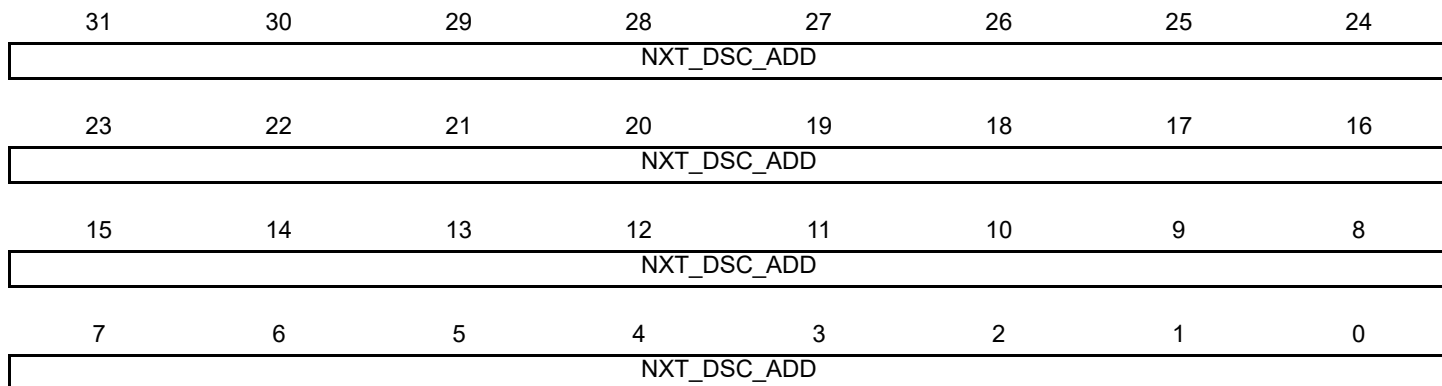 31 30 29 28 27 26 25 24
NXT_DSC_ADD
23 22 21 20 19 18 17 16
NXT_DSC_ADD
15 14 13 12 11 10 9 8
NXT_DSC_ADD
7 6 5 4 3 2 1 0
NXT_DSC_ADD